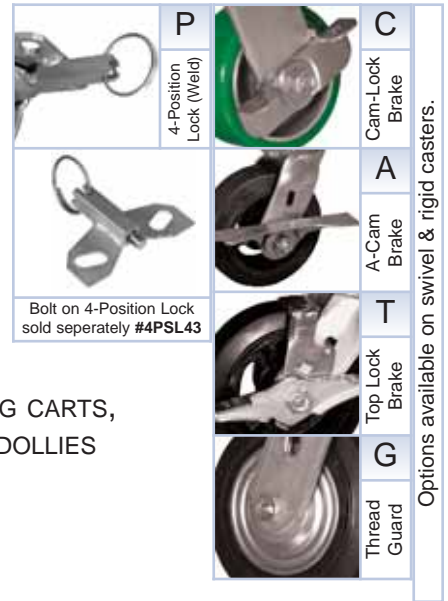 P
4-Position
Lock (Weld)
Bolt on 4-Position Lock
sold seperately #4PSL43
C
Cam-Lock
Brake
A
A-Cam
Brake
T
Top Lock
Brake
G
Thread
Guard
Options available on swivel & rigid casters.
G CARTS,
DOLLIES